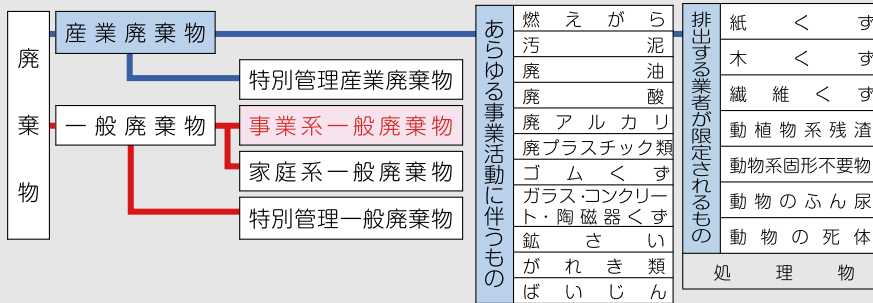 廃棄物
産業廃棄物
特別管理産業廃棄物
一般廃棄物
事業系一般廃棄物
家庭系一般廃棄物
特別管理一般廃棄物
あらゆる事業活動に伴うもの
燃えがら
汚泥
廃油
廃酸
廃アルカリ
廃プラスチック類
ゴムくず
ガラス・コンクリー
ト・陶磁器くず
鉱さい
がれき類
ばいじん
排出する業者が限定されるもの
紙くず
木くず
繊維くず
動植物系残渣
動物系固形不要物
動物のふん尿
動物の死体
処理物